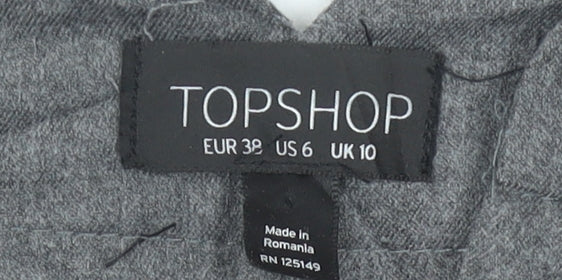 TOPSHOP
EUR 38 US 6 UK 10
Made in
Romania
RN 125149